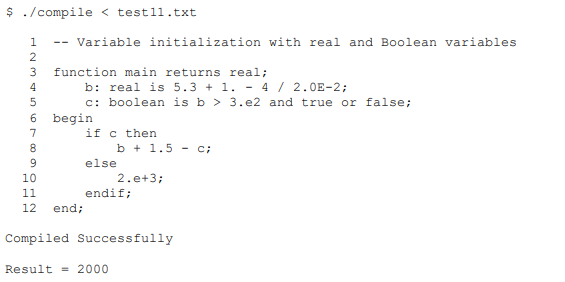 $ ./compile < test11.txt
1 -- Variable initialization with real and Boolean variables
2
3 function main returns real;
4 b: real is 5.3 + 1. - 4 / 2.0E-2;
5 c: boolean is b > 3.e2 and true or false;
6 begin
7 if c then
8 b + 1.5 - c;
9 else
10 2.e+3;
11 endif;
12 end;
Compiled Successfully
Result = 2000